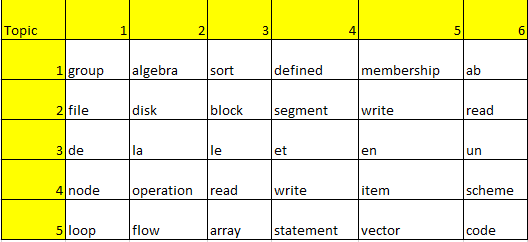 Topic 1 2 3 4 5 6
1 group algebra sort defined membership ab
2 file disk block segment write read
3 de la le et en un
4 node operation read write item scheme
5 loop flow array statement vector code